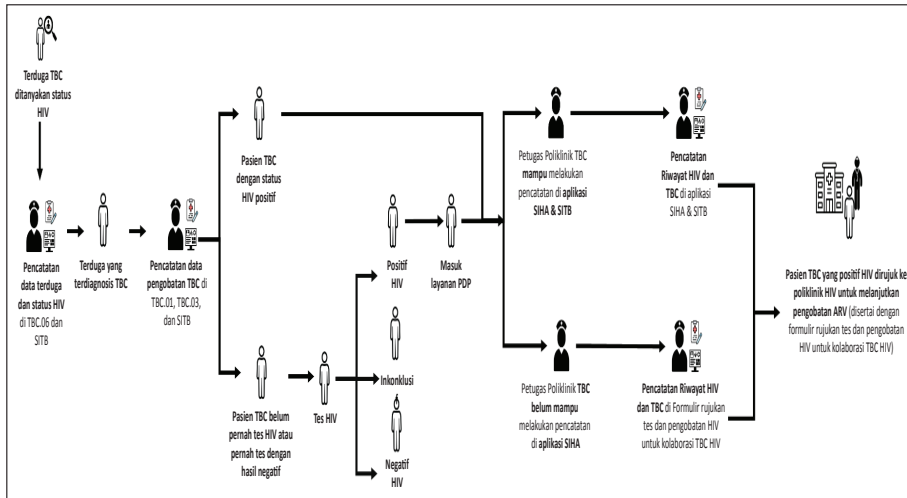 Terduga TBC
ditanyakan status
HIV
Pencatatan
data terduga
dan status HIV
di TBC.06 dan
SITB
Terduga yang
terdiagnosis TBC
Pencatatan data
pengobatan TBC di
TBC.01, TBC.03,
dan SITB
Pasien TBC
dengan status
HIV positif
Pasien TBC belum
pernah tes HIV atau
pernah tes dengan
hasil negatif
Tes HIV
Positif
HIV
Masuk
layanan PDP
Inkonklusi
Negatif
HIV
Petugas Poliklinik TBC
mampu melakukan
pencatatan di aplikasi
SIHA & SITB
Pencatatan
Riwayat HIV dan
TBC di aplikasi
SIHA & SITB
Petugas Poliklinik TBC
belum mampu
melakukan pencatatan
di aplikasi SIHA
Pencatatan Riwayat HIV
dan TBC di Formulir rujukan
tes dan pengobatan HIV
untuk kolaborasi TBC HIV
Pasien TBC yang positif HIV dirujuk ke
poliklinik HIV untuk melanjutkan
pengobatan ARV (disertai dengan
formulir rujukan tes dan pengobatan
HIV untuk kolaborasi TBC HIV)